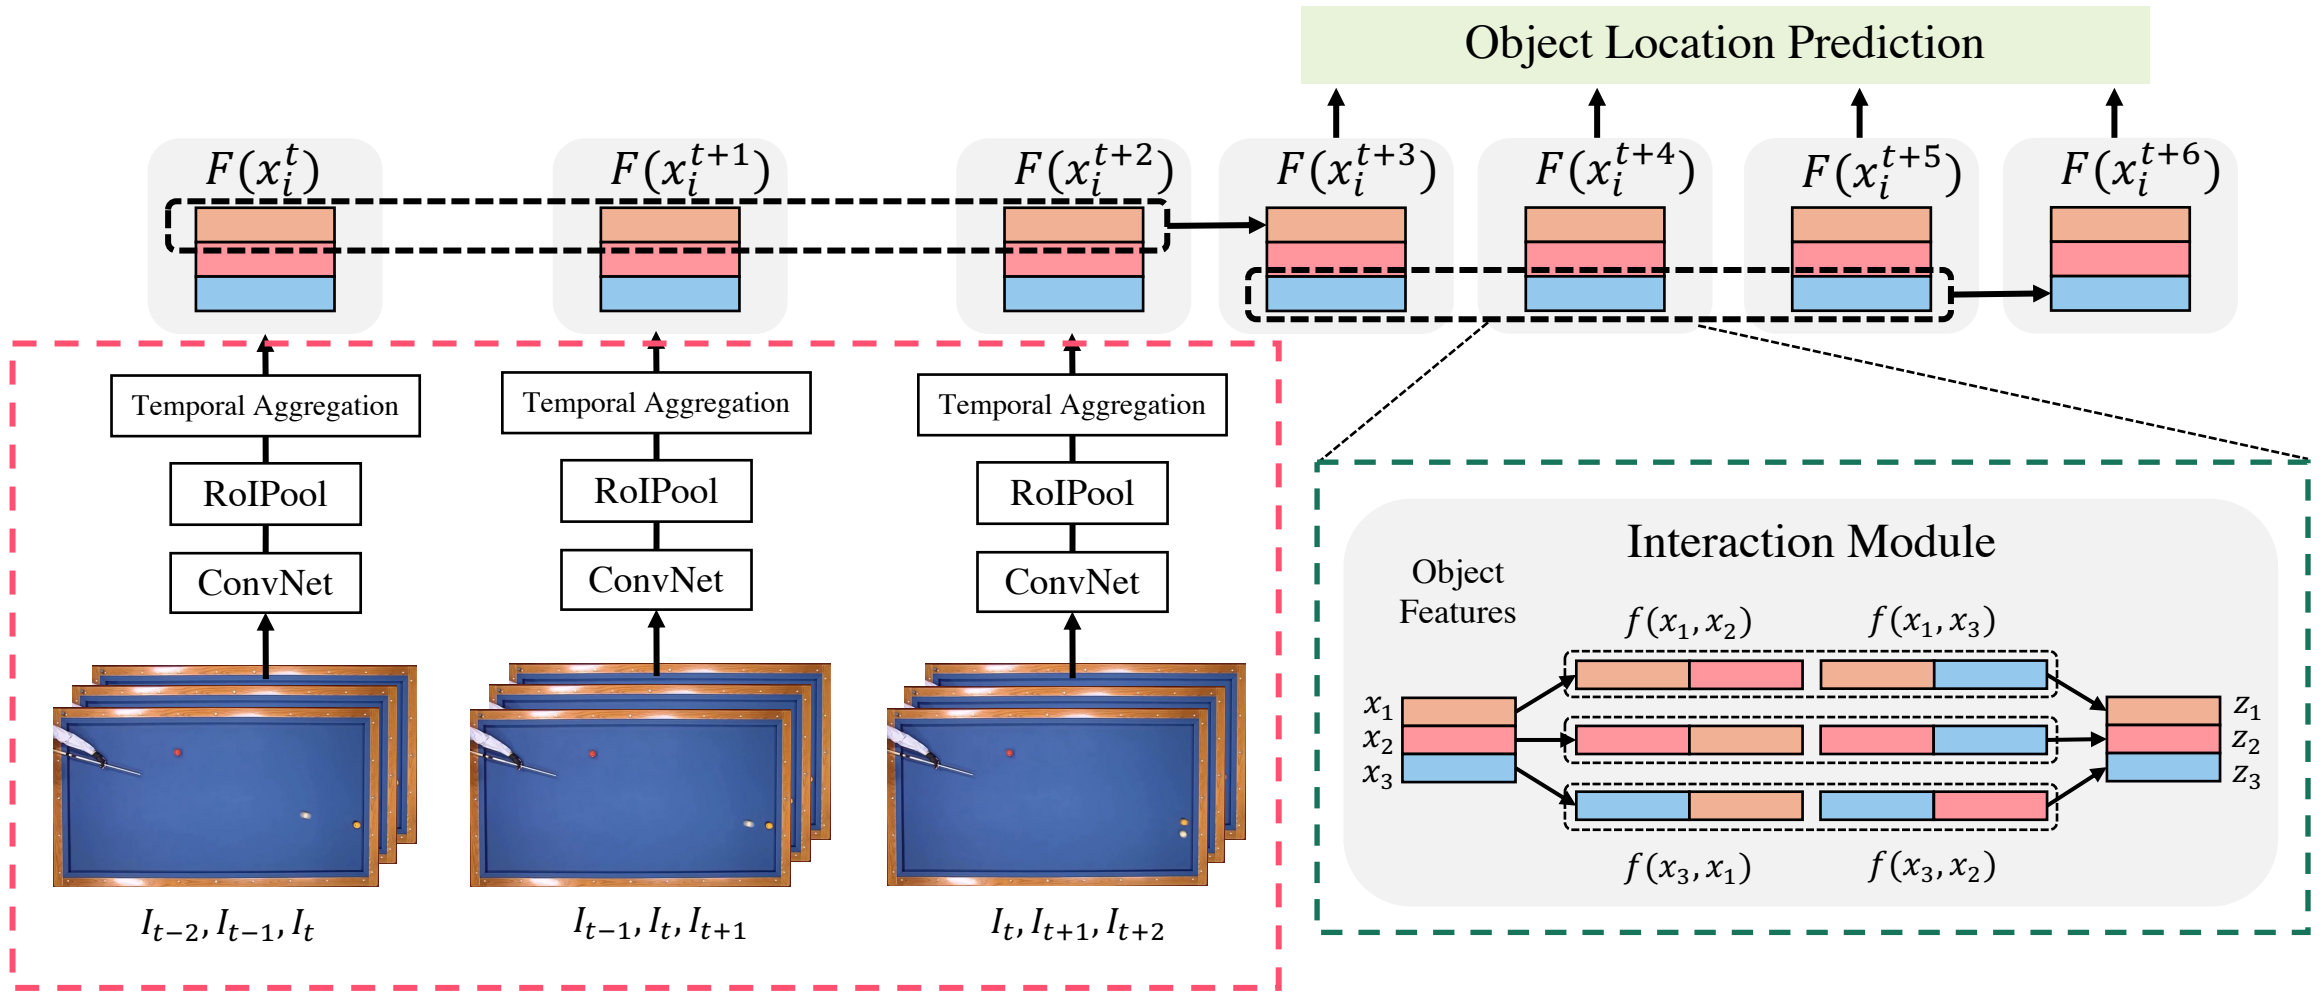 Object Location Prediction
F(x_i^t)
F(x_i^{t+1})
F(x_i^{t+2})
F(x_i^{t+3})
F(x_i^{t+4})
F(x_i^{t+5})
F(x_i^{t+6})
Temporal Aggregation
Temporal Aggregation
Temporal Aggregation
RoIPool
RoIPool
RoIPool
ConvNet
ConvNet
ConvNet
I_{t−2}, I_{t−1}, I_t
I_{t−1}, I_t, I_{t+1}
I_t, I_{t+1}, I_{t+2}
Interaction Module
Object
Features
f(x_1, x_2)
f(x_1, x_3)
x_1
x_2
x_3
z_1
z_2
z_3
f(x_3, x_1)
f(x_3, x_2)